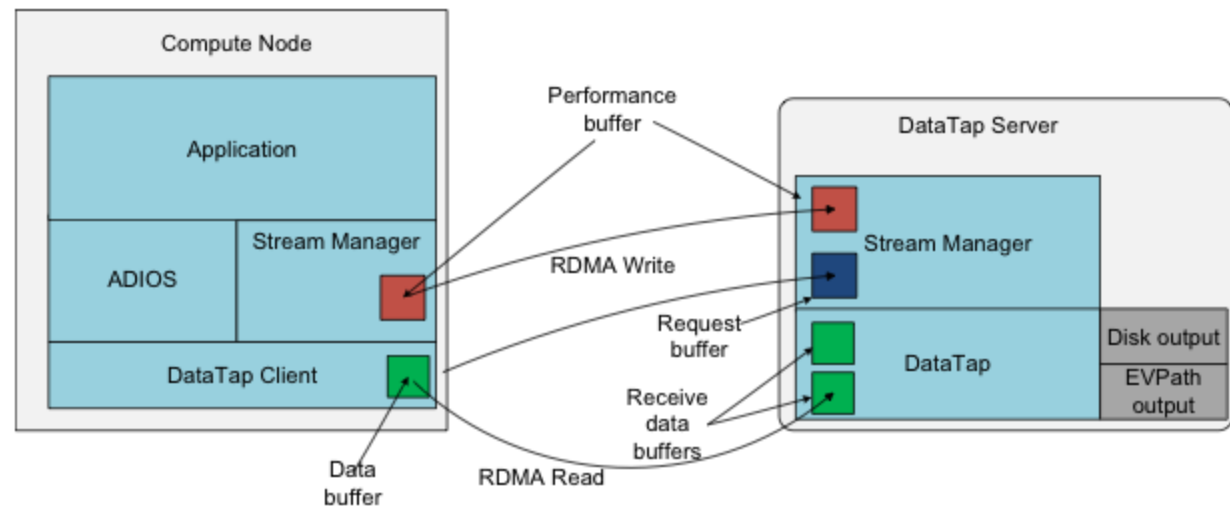 Compute Node
Application
ADIOS
Stream Manager
DataTap Client
Data
buffer
Performance
buffer
RDMA Write
Request
buffer
Receive
data
buffers
RDMA Read
DataTap Server
Stream Manager
DataTap
Disk output
EVPath
output